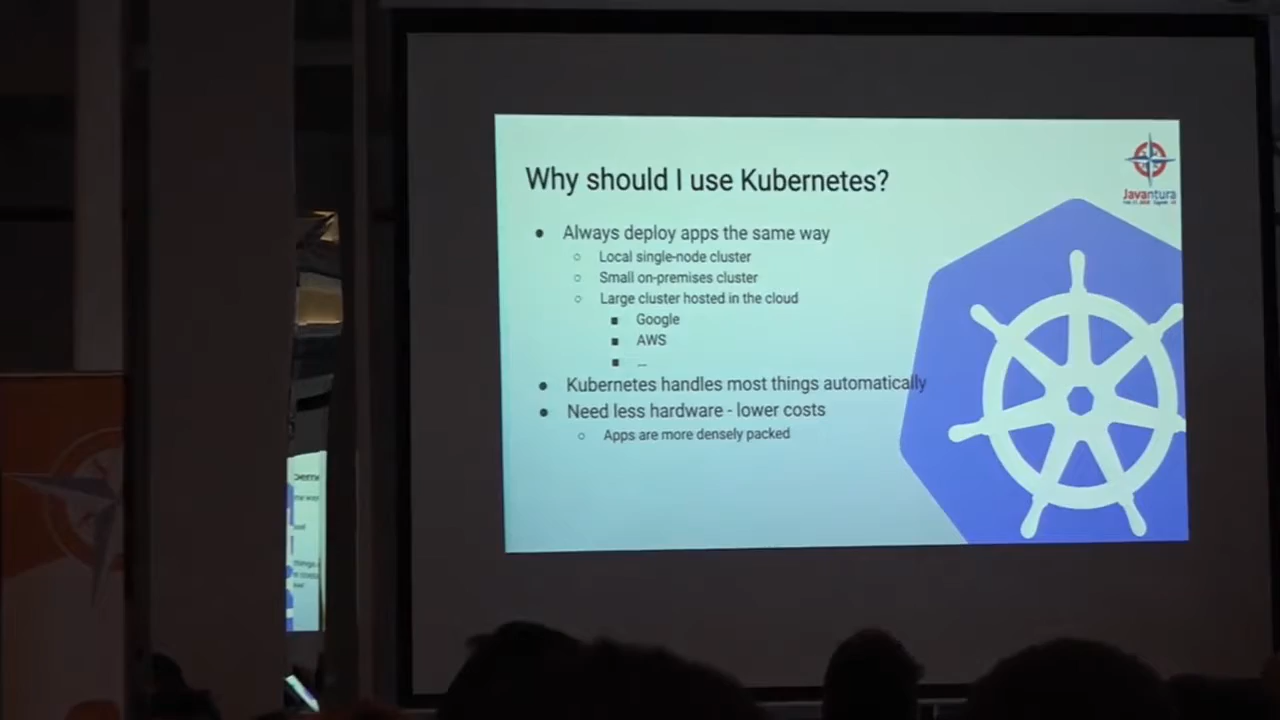 Why should I use Kubernetes?
Javantura
Always deploy apps the same way
Local single-node cluster
Small on-premises cluster
Large cluster hosted in the cloud
Google
AWS
...
Kubernetes handles most things automatically
Need less hardware - lower costs
Apps are more densely packed